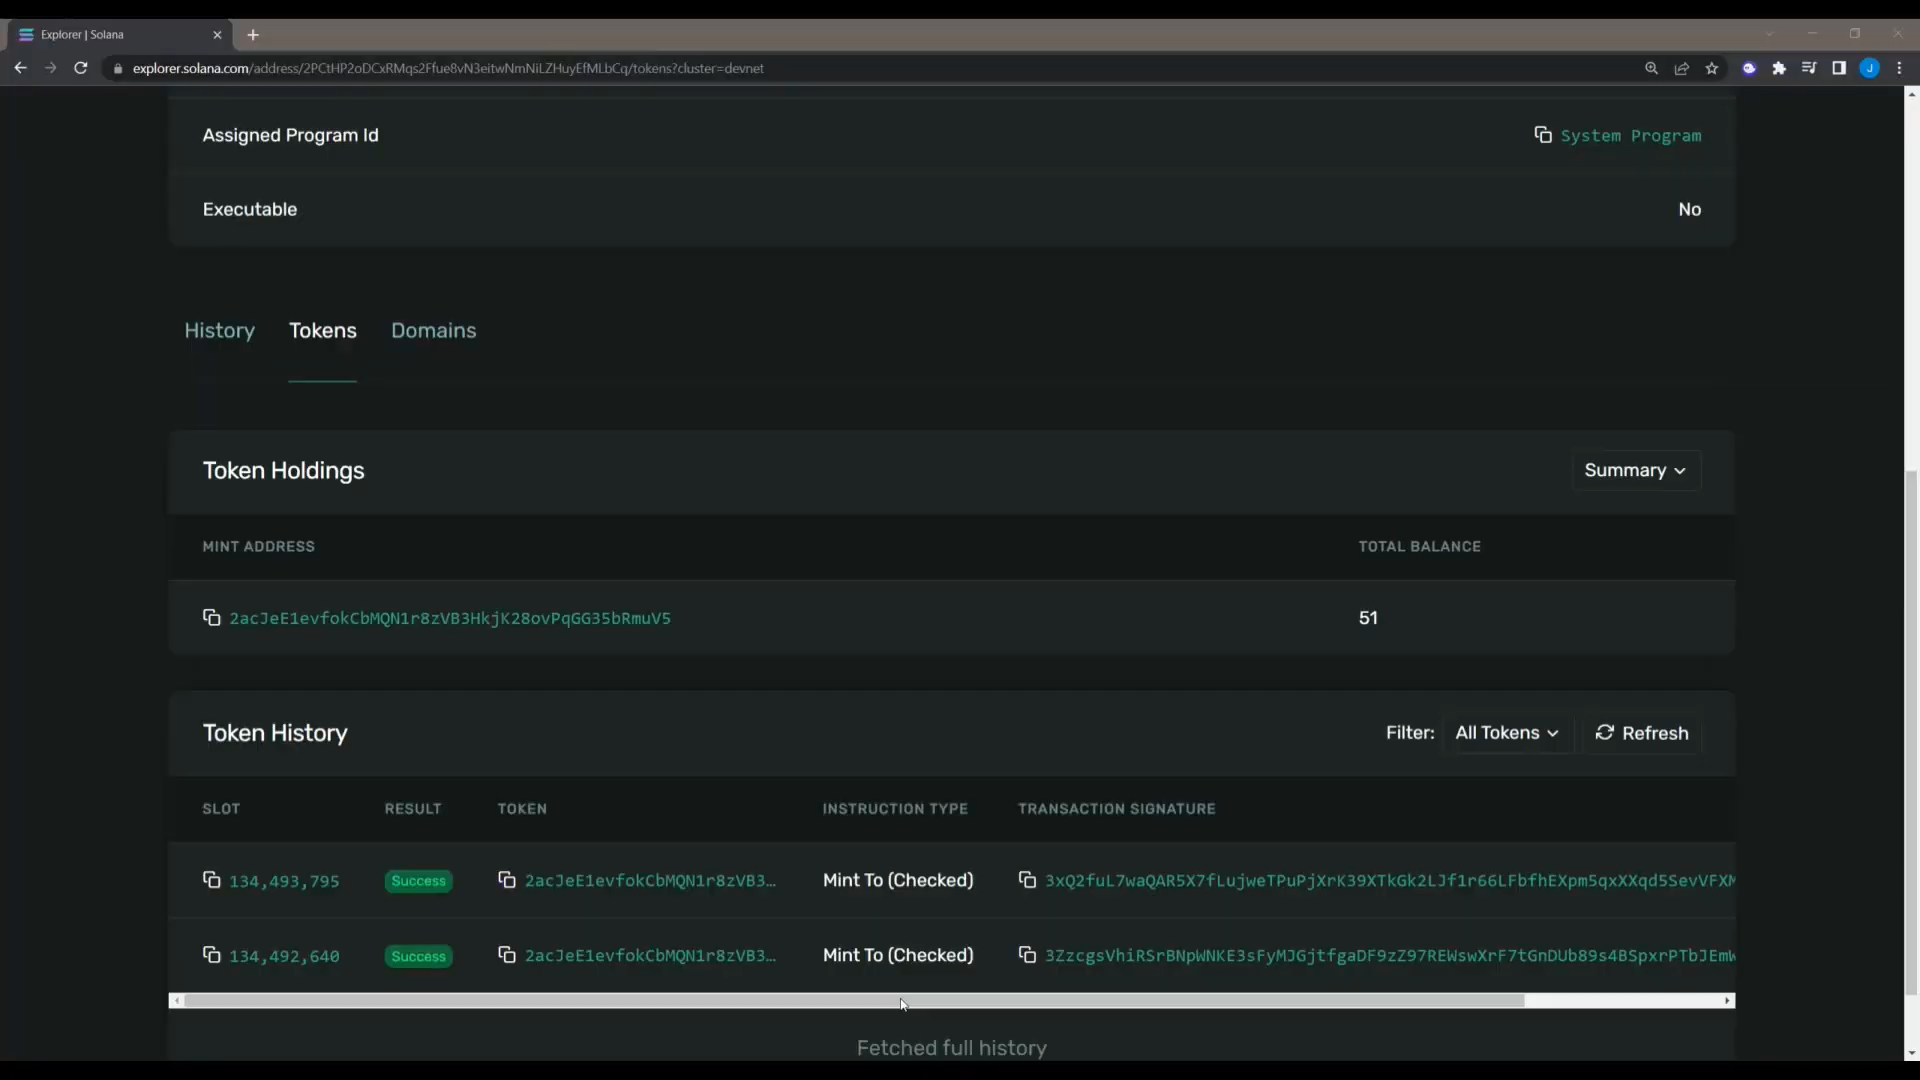 Explorer | Solana
explorer.solana.com/address/2PCtHP2oDCxRMqs2Ffue8vN3eitwNmNiLZHuyEfMLbCq/tokens?cluster=devnet
J
Assigned Program Id
System Program
Executable
No
History
Tokens
Domains
Token Holdings
Summary
MINT ADDRESS
TOTAL BALANCE
2acJeE1evfokCbMQN1r8zVB3HkjK28ovPqGG35bRmuV5
51
Token History
Filter:
All Tokens
Refresh
SLOT
RESULT
TOKEN
INSTRUCTION TYPE
TRANSACTION SIGNATURE
134,493,795
Success
2acJeE1evfokCbMQN1r8zVB3…
Mint To (Checked)
3xQ2fuL7waQAR5X7fLujweTPuPjXrK39XTkGk2LJf1r66LFbfhEXpm5qxXXqd5SevVFXM
134,492,640
Success
2acJeE1evfokCbMQN1r8zVB3…
Mint To (Checked)
3ZzcgsVhiRSrBNpWNKE3sFyMJGjtfgaDF9zZ97REWswXrF7tGnDUb89s4BSpxrPTbJEmW
Fetched full history